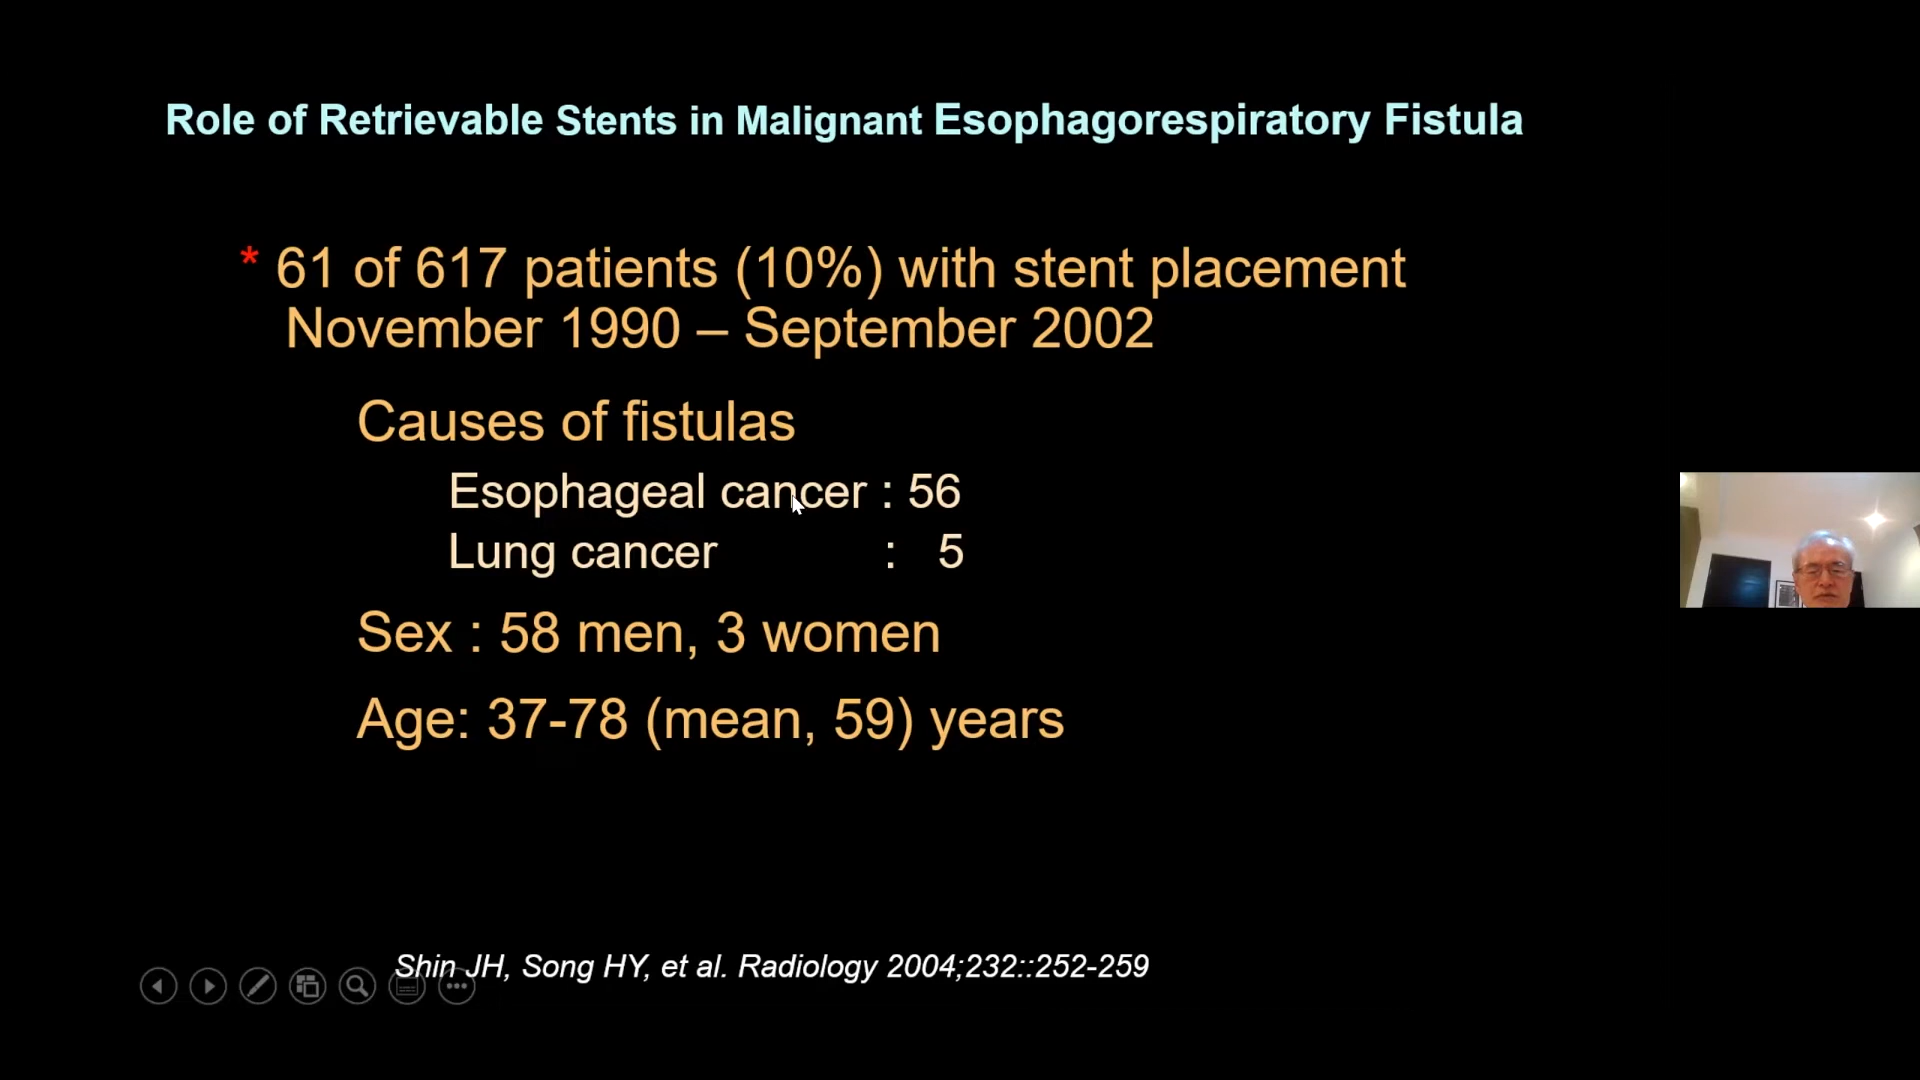 Role of Retrievable Stents in Malignant Esophagorespiratory Fistula
* 61 of 617 patients (10%) with stent placement
November 1990 – September 2002
Causes of fistulas
Esophageal cancer : 56
Lung cancer : 5
Sex : 58 men, 3 women
Age: 37-78 (mean, 59) years
Shin JH, Song HY, et al. Radiology 2004;232::252-259